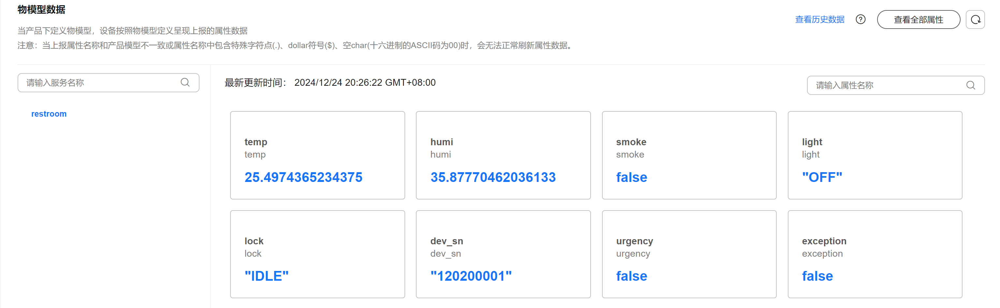 物模型数据
查看历史数据
查看全部属性
当产品下定义物模型，设备按照物模型定义呈现上报的属性数据
注意：当上报属性名称和产品模型不一致或属性名称中包含特殊字符点(.)、dollar符号($)、空char(十六进制的ASCII码为00)时，会无法正常刷新属性数据。
请输入服务名称
最新更新时间： 2024/12/24 20:26:22 GMT+08:00
请输入属性名称
restroom
temp
temp
25.4974365234375
humi
humi
35.87770462036133
smoke
smoke
false
light
light
"OFF"
lock
lock
"IDLE"
dev_sn
dev_sn
"120200001"
urgency
urgency
false
exception
exception
false